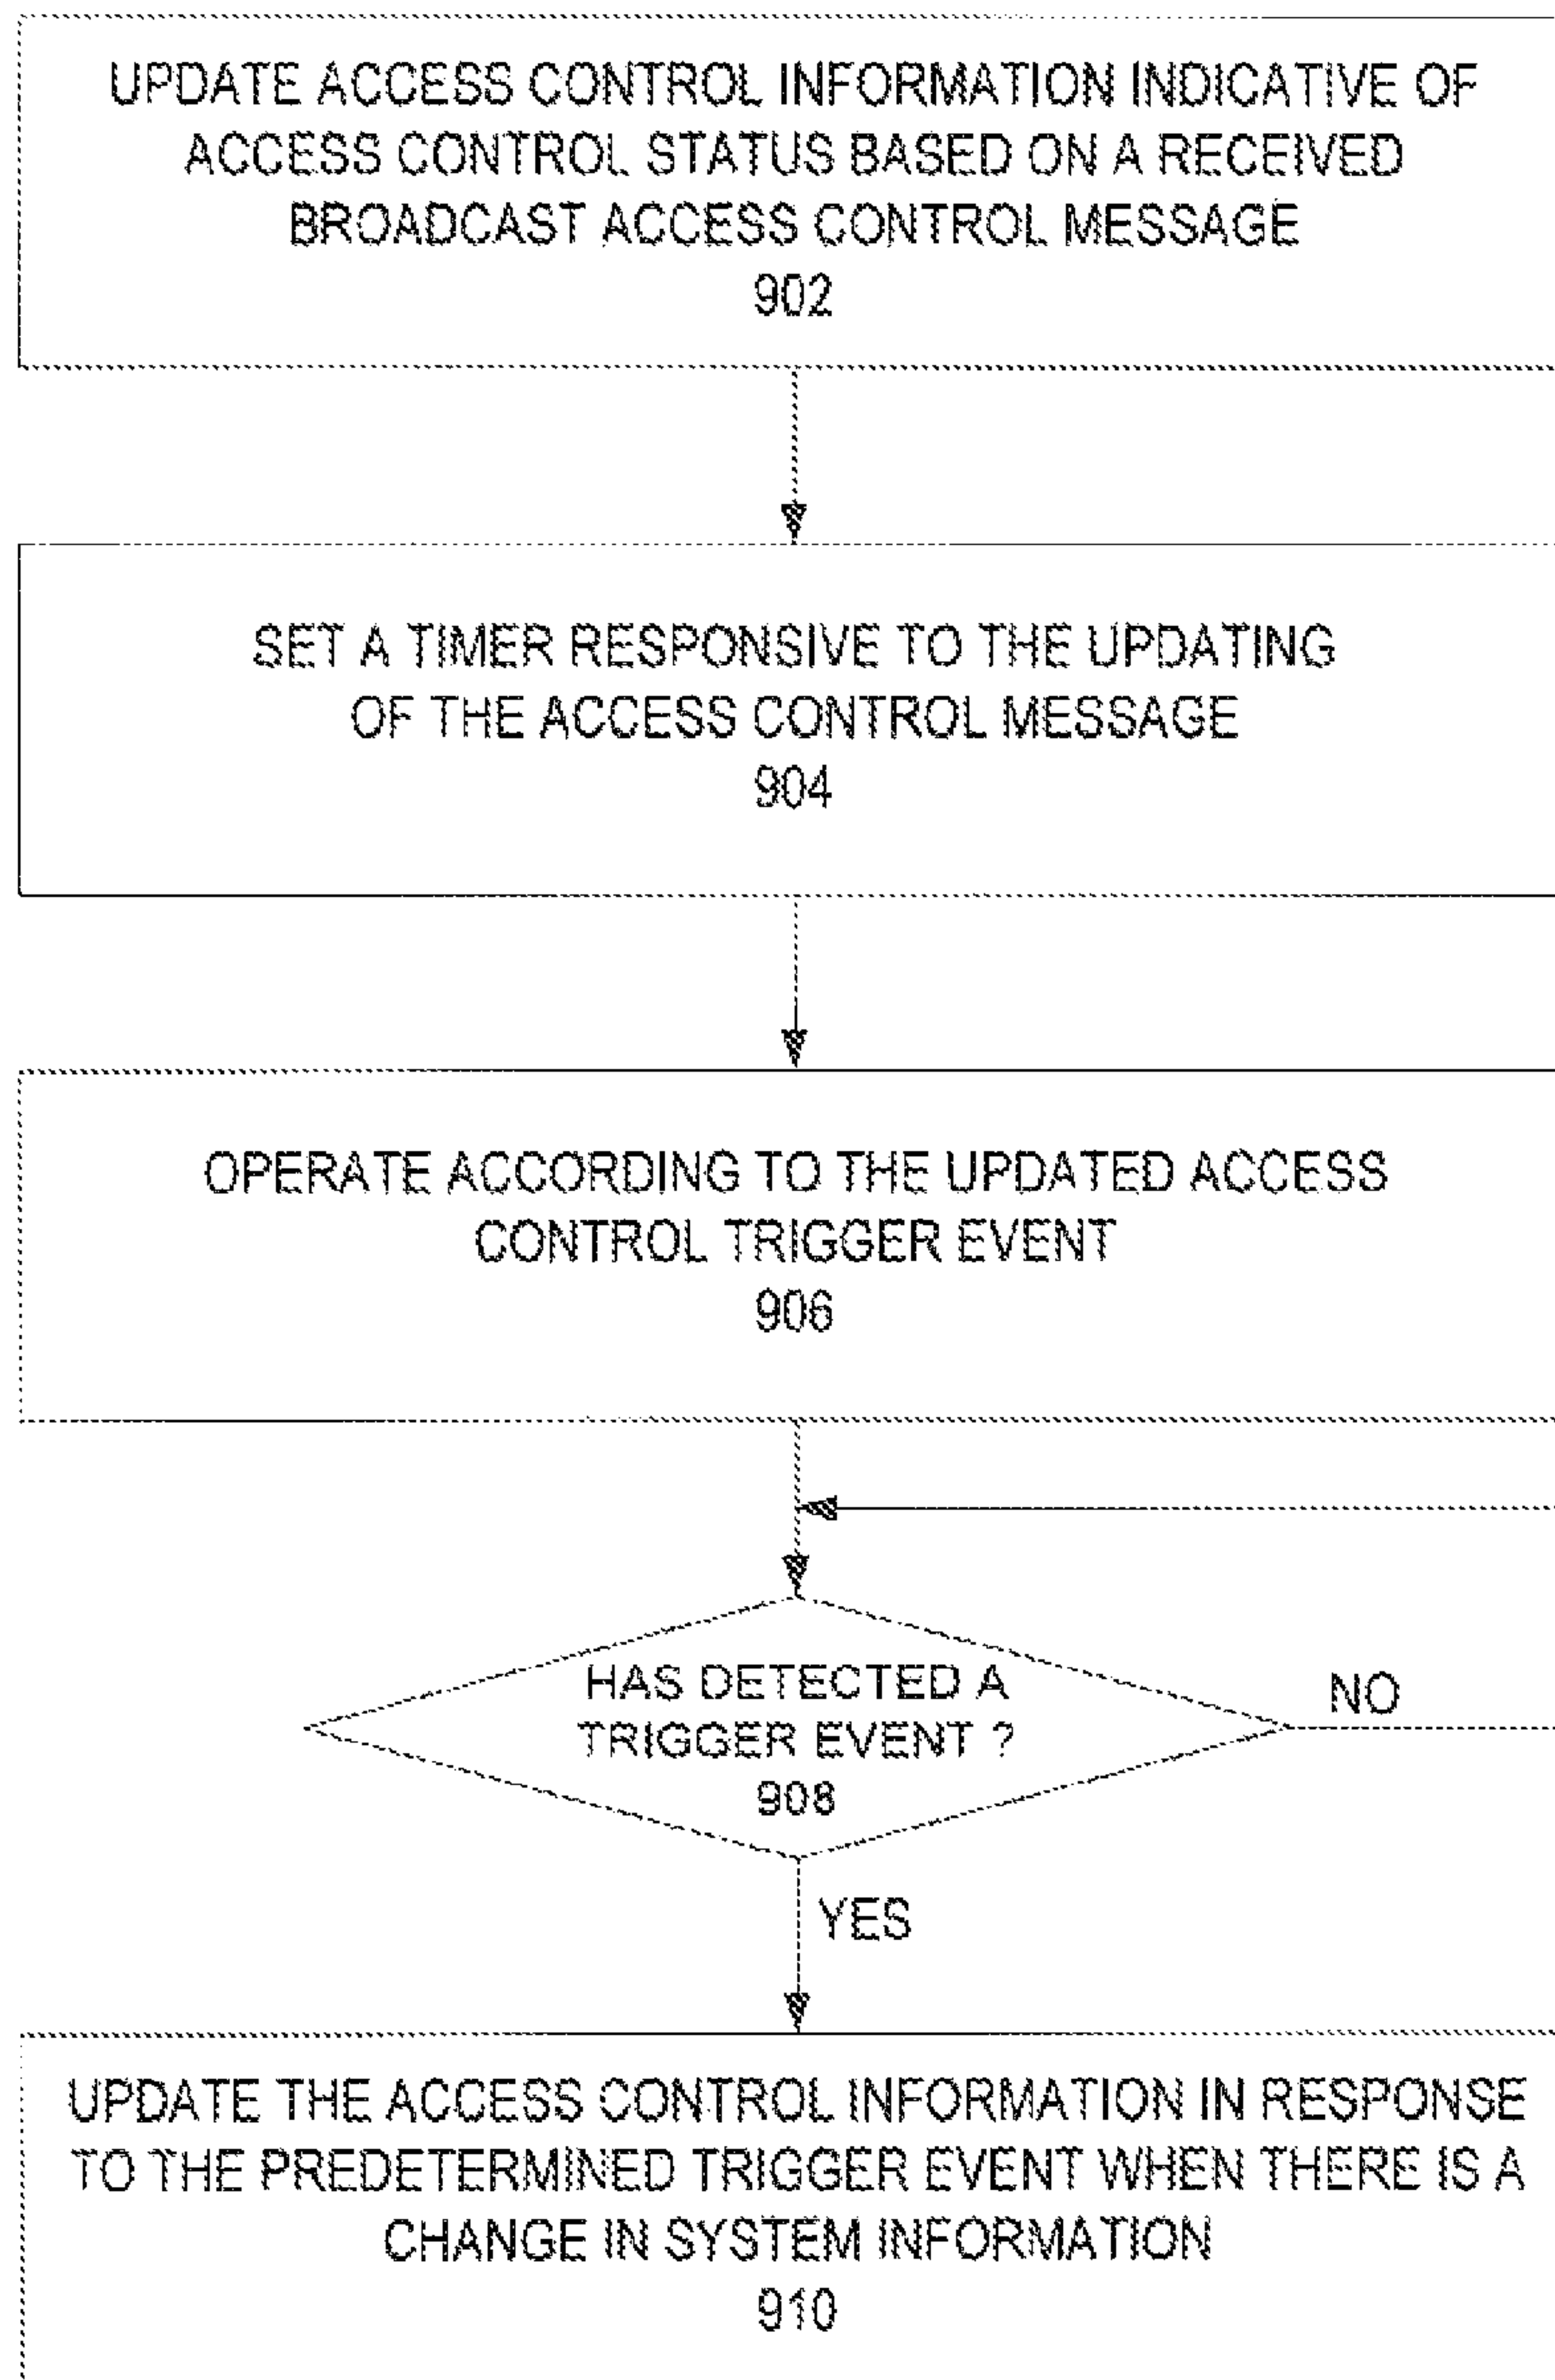 UPDATE ACCESS CONTROL INFORMATION INDICATIVE OF
ACCESS CONTROL STATUS BASED ON A RECEIVED
BROADCAST ACCESS CONTROL MESSAGE
902
SET A TIMER RESPONSIVE TO THE UPDATING
OF THE ACCESS CONTROL MESSAGE
904
OPERATE ACCORDING TO THE UPDATED ACCESS
CONTROL TRIGGER EVENT
906
HAS DETECTED A
TRIGGER EVENT ?
908
NO
YES
UPDATE THE ACCESS CONTROL INFORMATION IN RESPONSE
TO THE PREDETERMINED TRIGGER EVENT WHEN THERE IS A
CHANGE IN SYSTEM INFORMATION
910